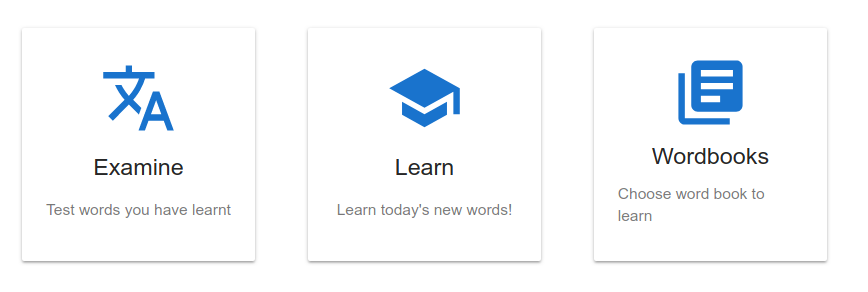 Examine
Test words you have learnt
Learn
Learn today's new words!
Wordbooks
Choose word book to
learn